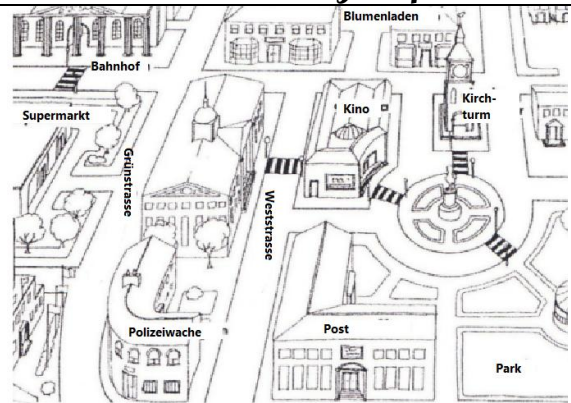 Blumenladen
Bahnhof
Supermarkt
Kino
Kirch-
turm
Grünstrasse
Weststrasse
Polizeiwache
Post
Park